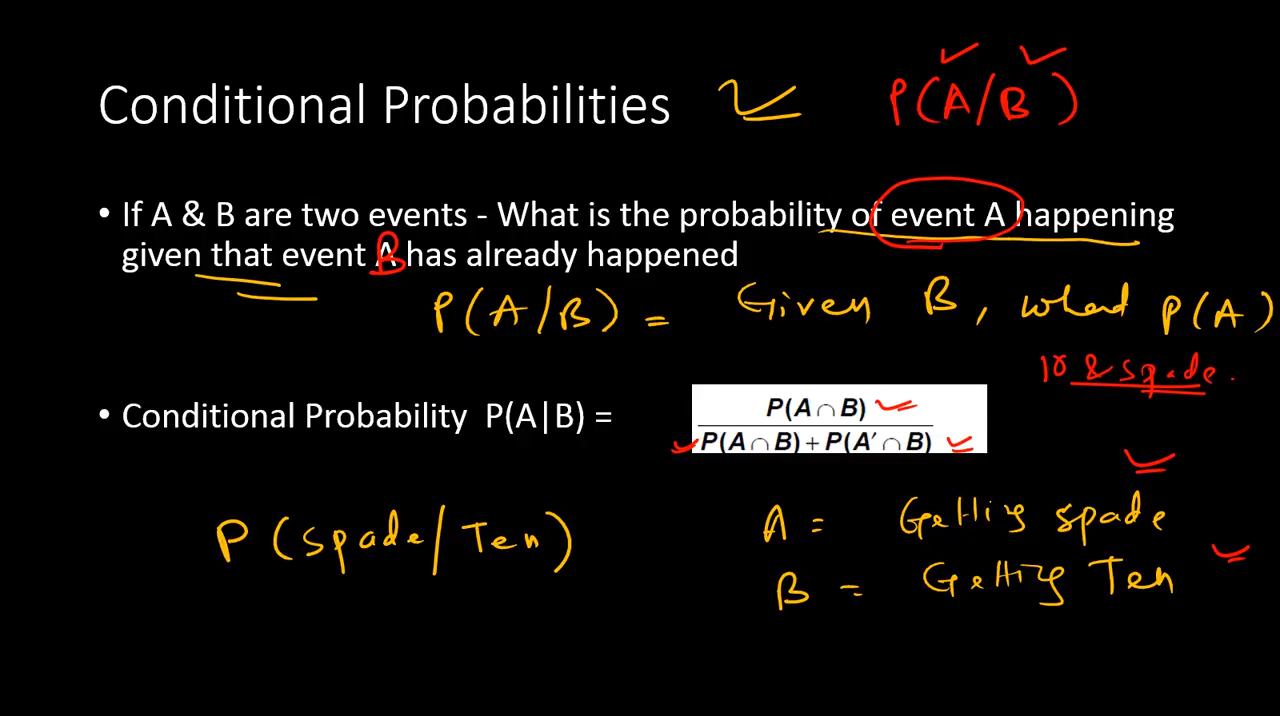 Conditional Probabilities P(A/B)
• If A & B are two events - What is the probability of event A happening
given that event B has already happened
P(A/B) = Given B, what P(A)
10 & spade.
• Conditional Probability P(A|B) =
P(A ∩ B)
P(A ∩ B) + P(A′ ∩ B)
P(spade/Ten)
A = Getting spade
B = Getting Ten